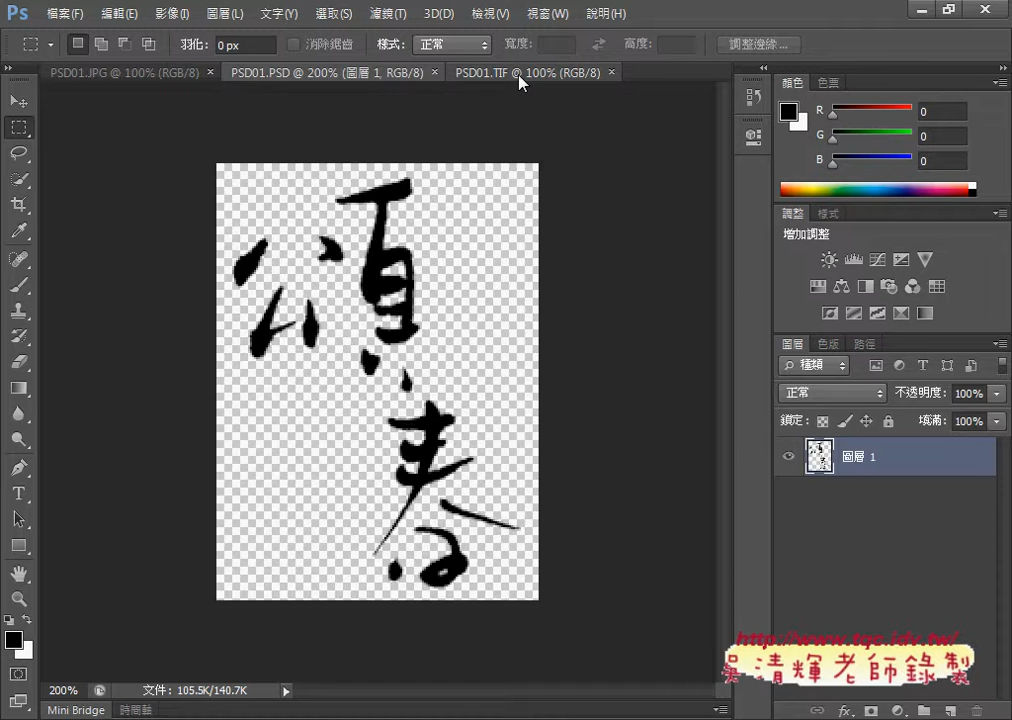 Ps 檔案(F) 編輯(E) 影像(I) 圖層(L) 文字(Y) 選取(S) 濾鏡(T) 3D(D) 檢視(V) 視窗(W) 說明(H)
羽化: 0 px 消除鋸齒 樣式: 正常 寬度: 高度: 調整邊緣...
PSD01.JPG @ 100% (RGB/8) × PSD01.PSD @ 200% (圖層 1, RGB/8) × PSD01.TIF @ 100% (RGB/8) ×
顏色 色票
R 0
G 0
B 0
調整 樣式
增加調整
圖層 色版 路徑
種類
正常 不透明度: 100%
鎖定: 填滿: 100%
圖層 1
頌春
http://www.tqc.idv.tw/
吳清輝老師錄製
200% 文件: 105.5K/140.7K
Mini Bridge 時間軸